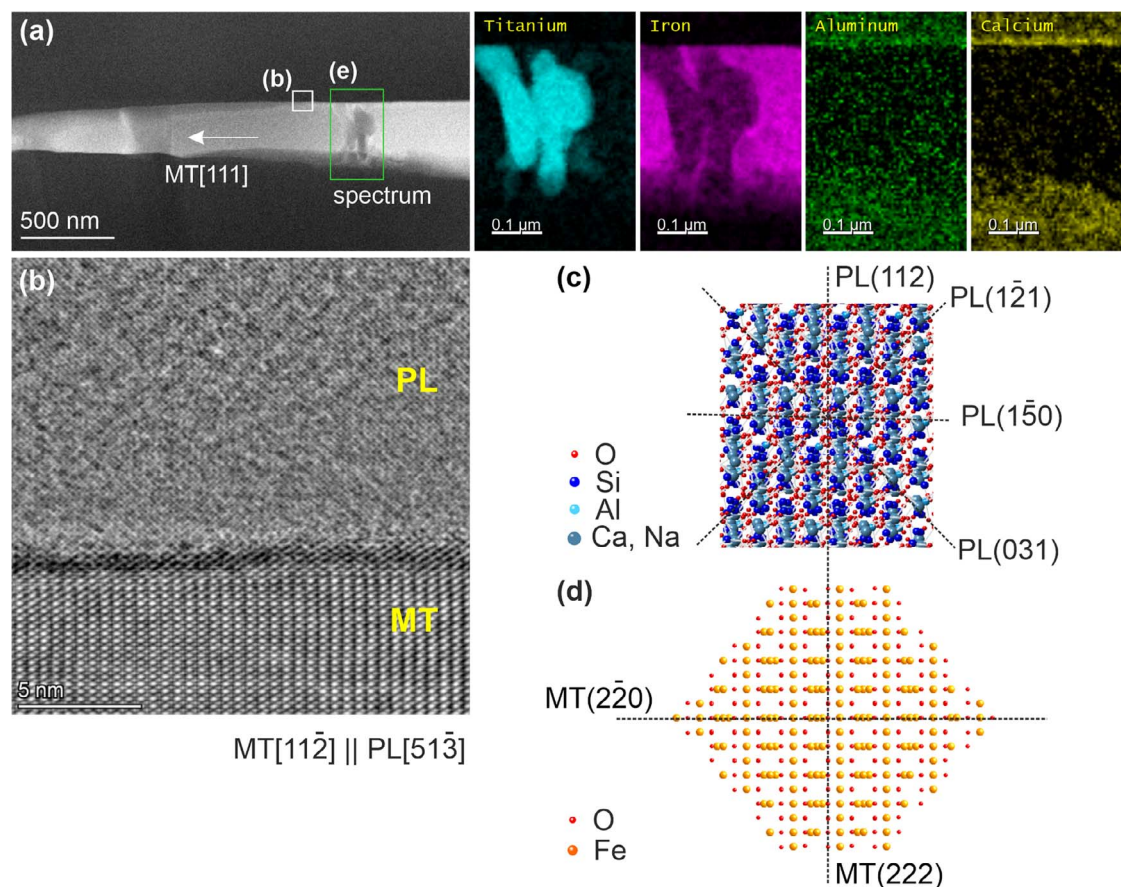 (a)
(b)
(e)
MT[111]
spectrum
500 nm
Titanium
0.1 µm
Iron
0.1 µm
Aluminum
0.1 µm
Calcium
0.1 µm
(b)
PL
MT
5 nm
MT[112̄] || PL[51̄3̄]
(c)
PL(112)
PL(12̄1)
PL(15̄0)
PL(031)
O
Si
Al
Ca, Na
(d)
MT(22̄0)
MT(222)
O
Fe